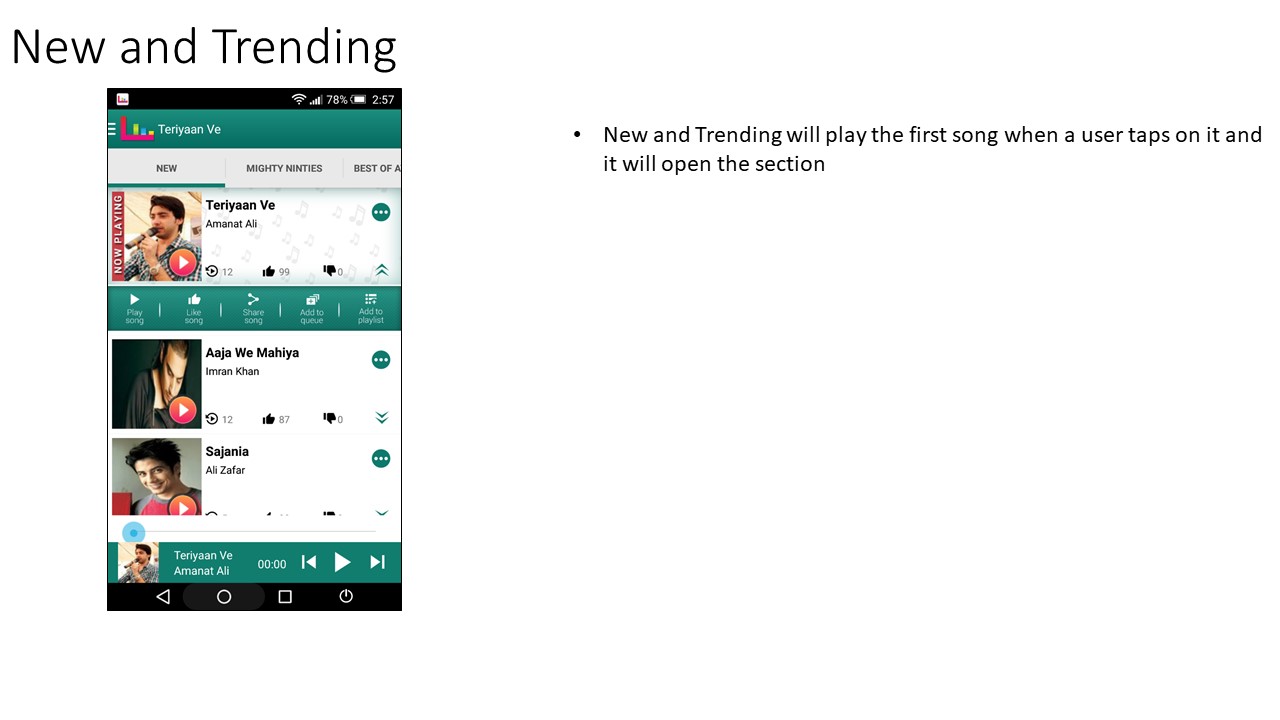 New and Trending
78% 2:57
Teriyaan Ve
NEW MIGHTY NINTIES BEST OF A
NOW PLAYING
Teriyaan Ve
Amanat Ali
12 99 0
Play song
Like song
Share song
Add to queue
Add to playlist
Aaja We Mahiya
Imran Khan
12 87 0
Sajania
Ali Zafar
Teriyaan Ve
Amanat Ali
00:00
• New and Trending will play the first song when a user taps on it and
it will open the section